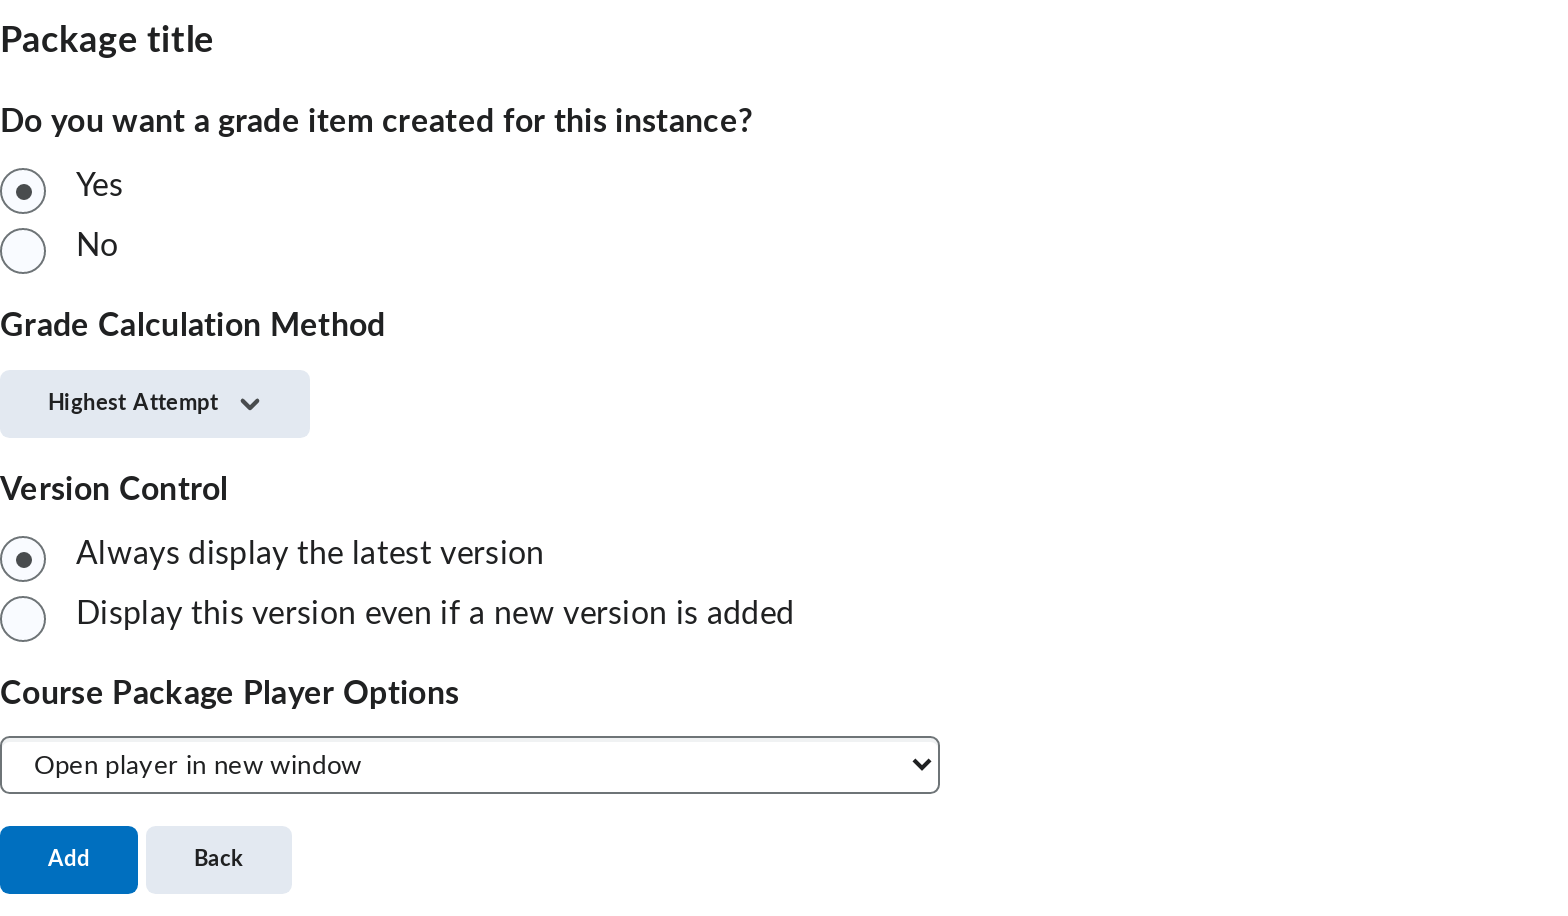 Package title
Do you want a grade item created for this instance?
Yes
No
Grade Calculation Method
Highest Attempt
Version Control
Always display the latest version
Display this version even if a new version is added
Course Package Player Options
Open player in new window
Add Back